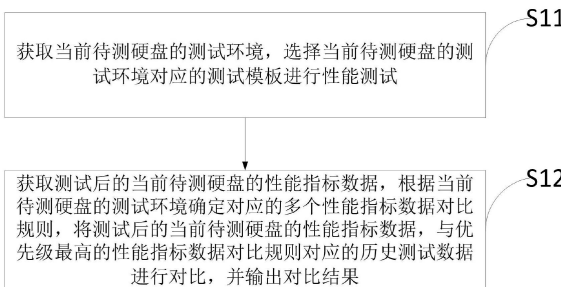 S11
获取当前待测硬盘的测试环境，选择当前待测硬盘的测
试环境对应的测试模板进行性能测试
S12
获取测试后的当前待测硬盘的性能指标数据，根据当前
待测硬盘的测试环境确定对应的多个性能指标数据对比
规则，将测试后的当前待测硬盘的性能指标数据，与优
先级最高的性能指标数据对比规则对应的历史测试数据
进行对比，并输出对比结果